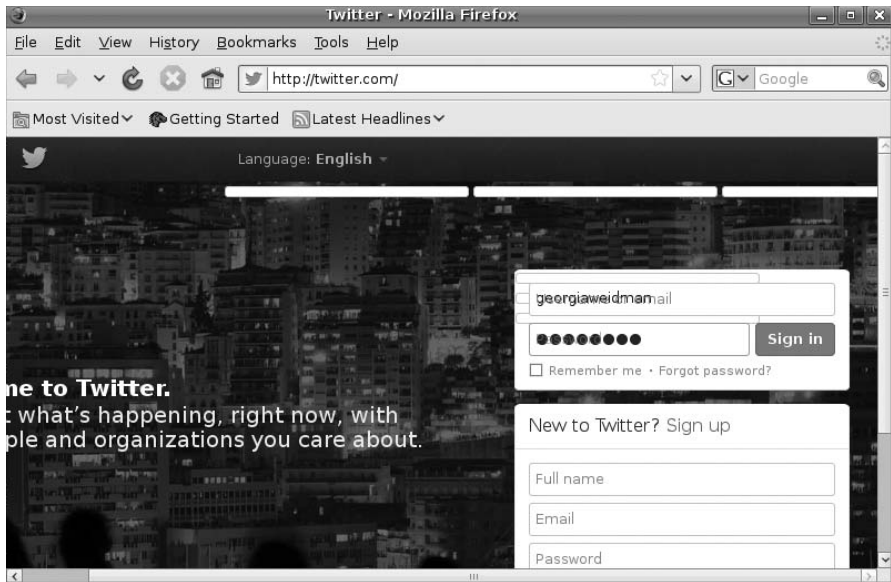 Twitter - Mozilla Firefox
File Edit View History Bookmarks Tools Help
http://twitter.com/
G Google
Most Visited Getting Started Latest Headlines
Language: English
georgiaweidman
Sign in
Remember me · Forgot password?
me to Twitter.
t what's happening, right now, with
ple and organizations you care about.
New to Twitter? Sign up
Full name
Email
Password